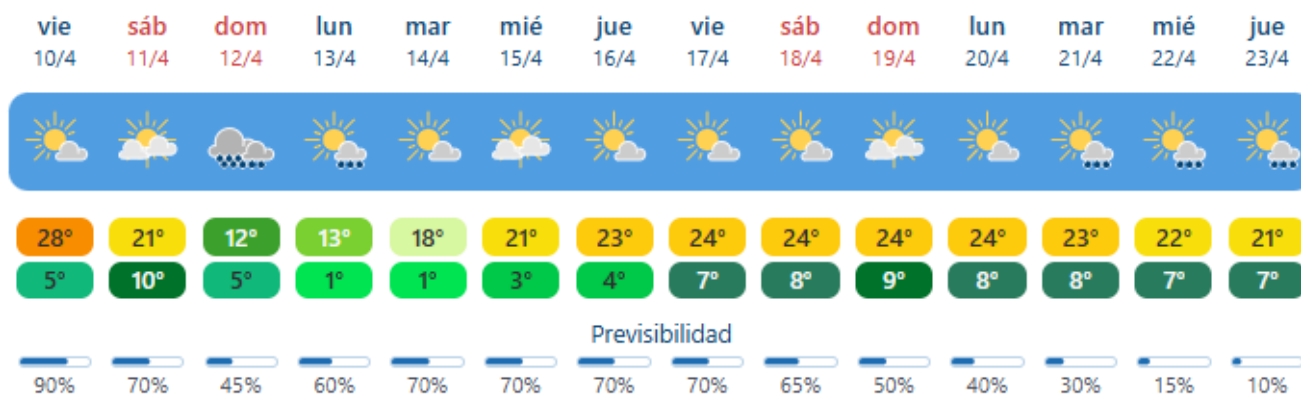 vie sáb dom lun mar mié jue vie sáb dom lun mar mié jue
10/4 11/4 12/4 13/4 14/4 15/4 16/4 17/4 18/4 19/4 20/4 21/4 22/4 23/4
28° 21° 12° 13° 18° 21° 23° 24° 24° 24° 24° 23° 22° 21°
5° 10° 5° 1° 1° 3° 4° 7° 8° 9° 8° 8° 7° 7°
Previsibilidad
90% 70% 45% 60% 70% 70% 70% 70% 65% 50% 40% 30% 15% 10%